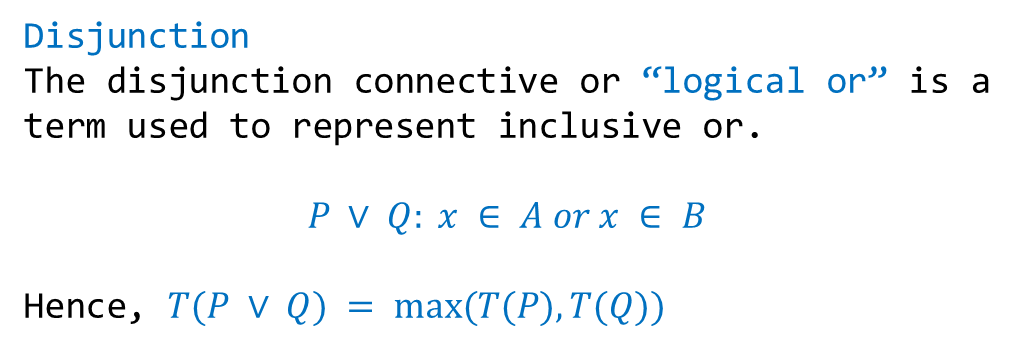 Disjunction
The disjunction connective or “logical or” is a
term used to represent inclusive or.
P ∨ Q: x ∈ A or x ∈ B
Hence, T(P ∨ Q) = max(T(P), T(Q))